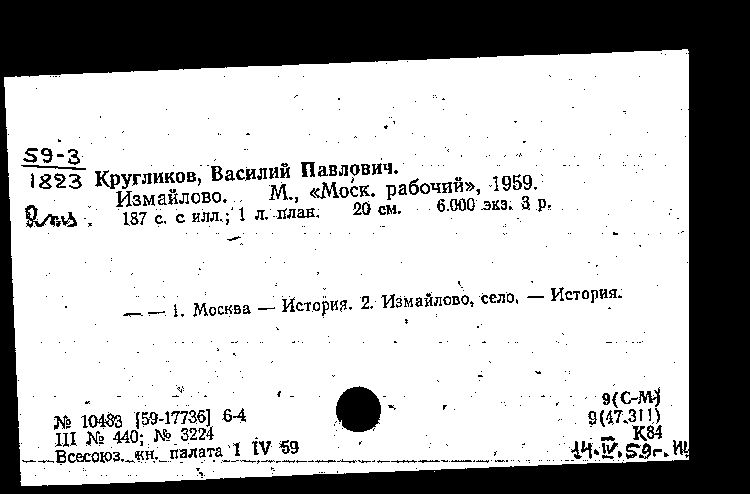 59-3
1823
Кругликов, Василий Павлович.
Измайлово. М., «Моск. рабочий», 1959.
187 с. с илл.; 1 л. план. 20 см. 6.000 экз. 3 р.
— — 1. Москва — История. 2. Измайлово, село. — История.
№ 10483 [59-17736] 6-4
III № 440; № 3224
Всесоюз. кн. палата 1 IV 59
9(С-М)
9(47.311)
К84
14.IV.59г.